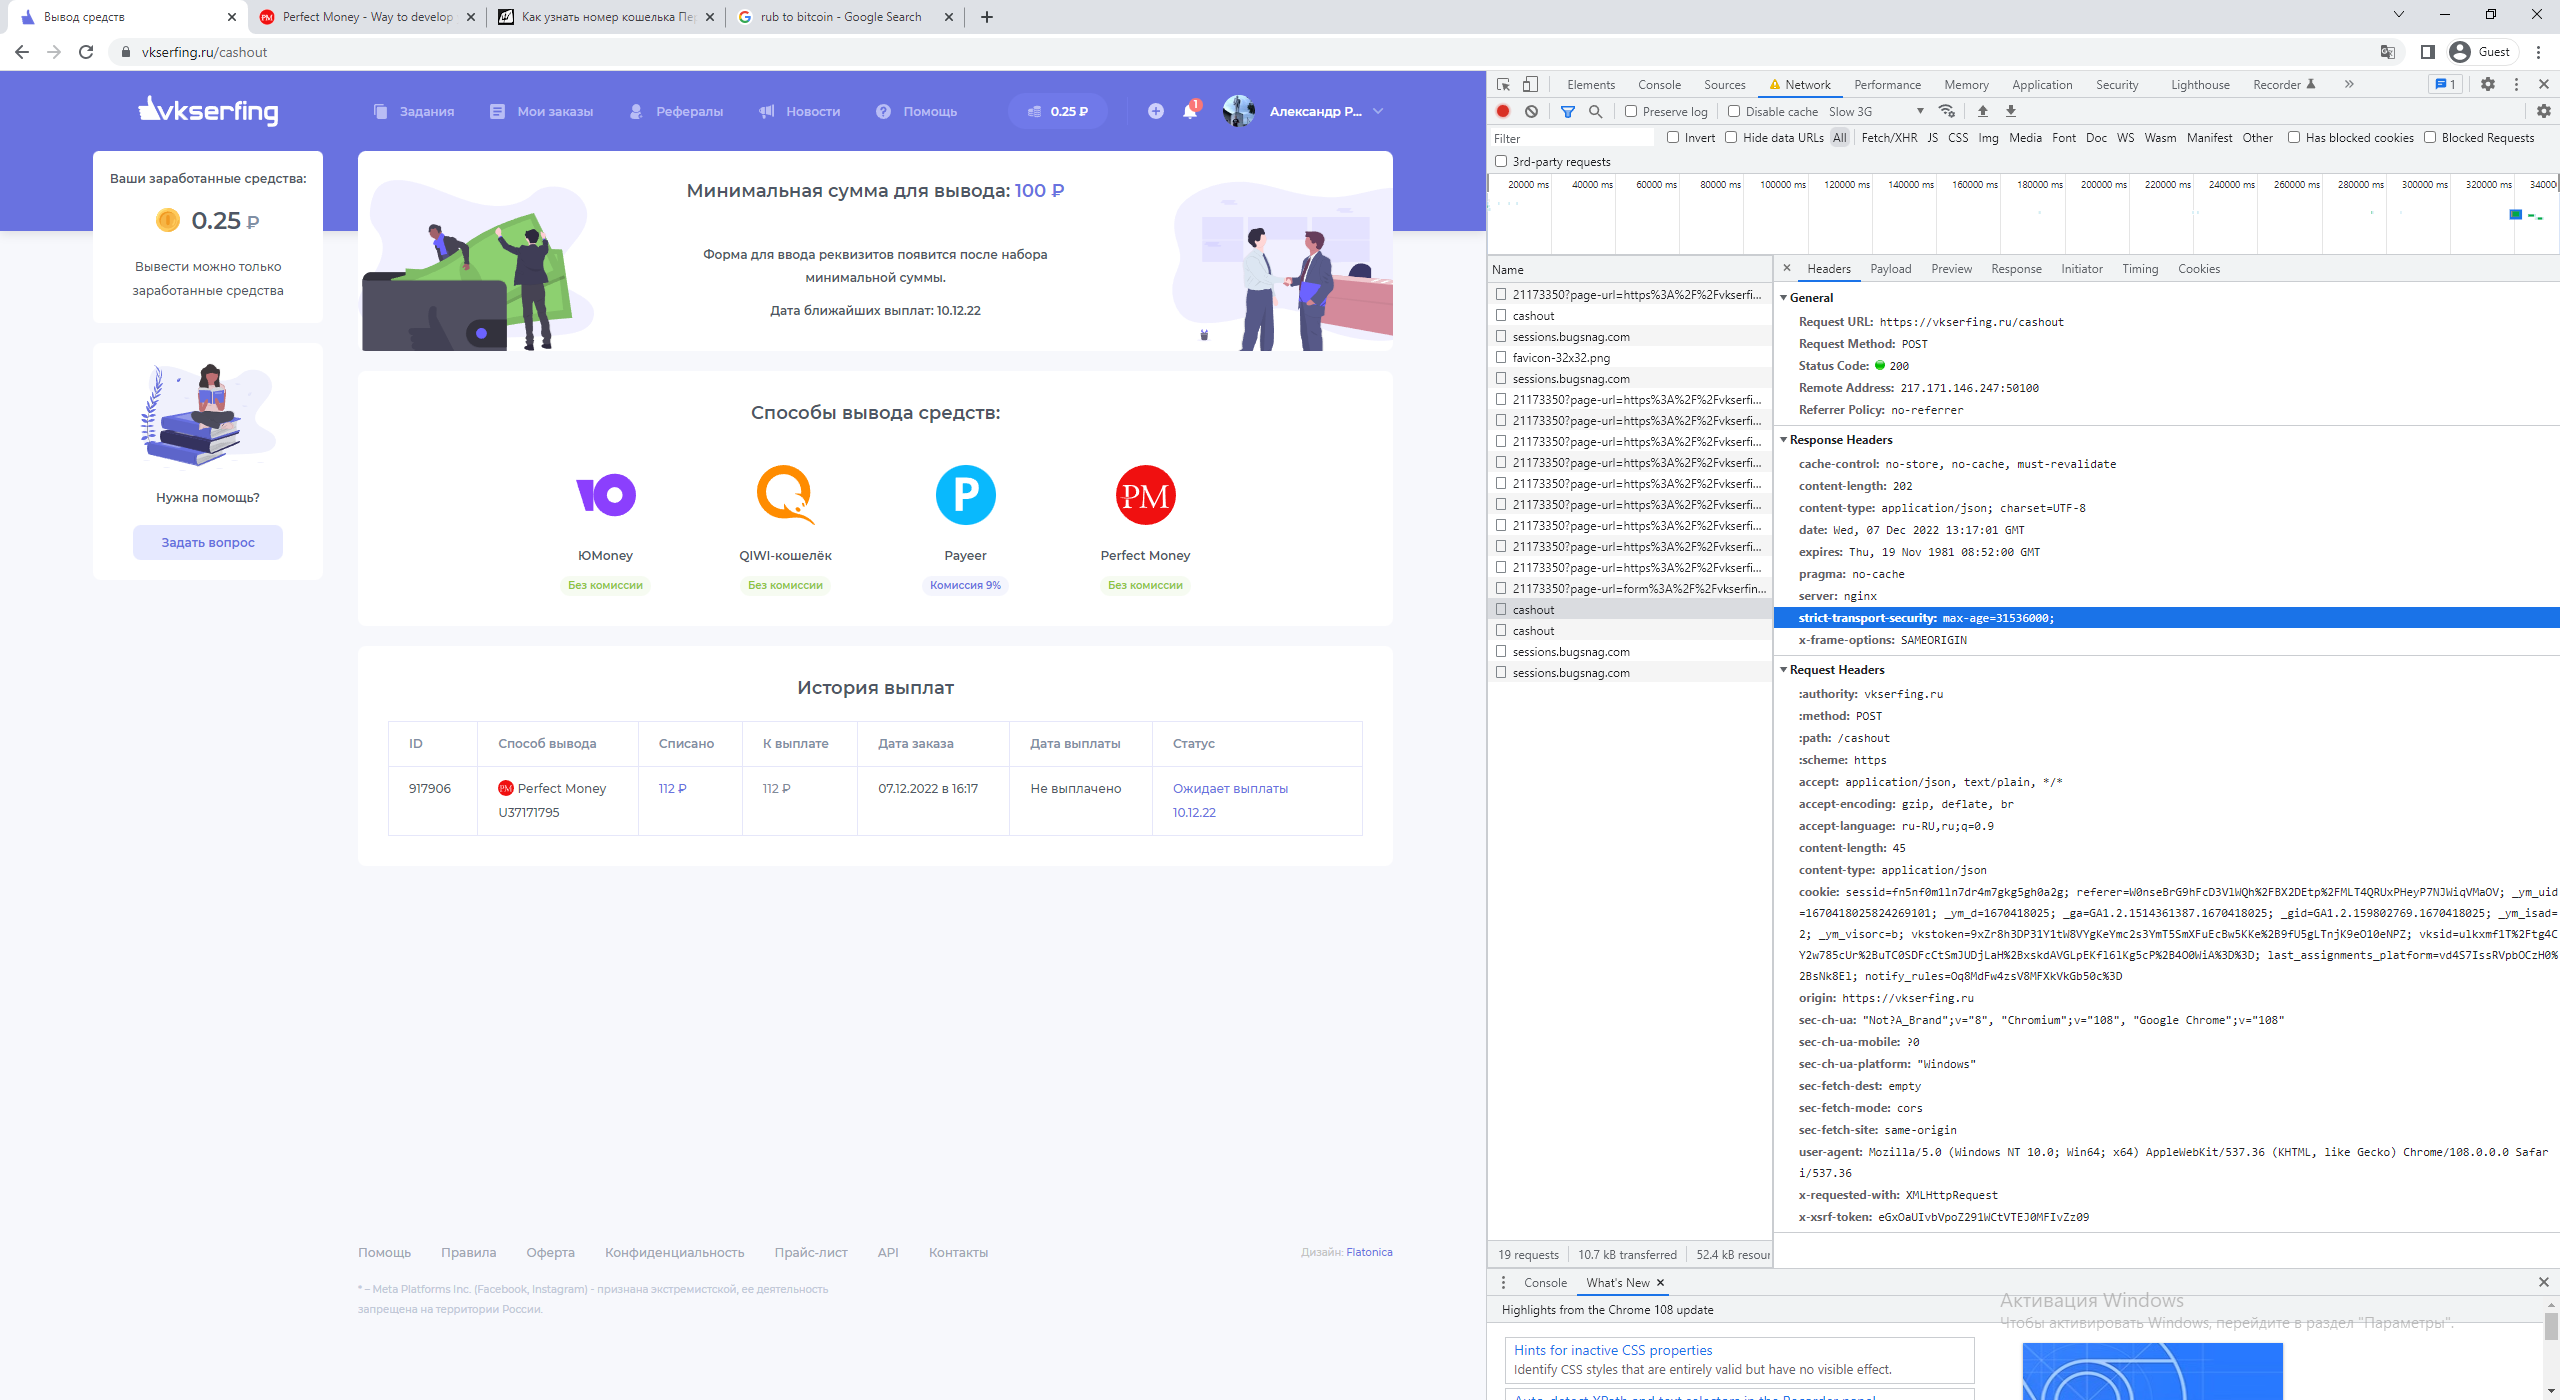 Вывод средств
Perfect Money - Way to develop
Как узнать номер кошелька Пе
rub to bitcoin - Google Search
vkserfing.ru/cashout
Guest
vkserfing
Задания
Мои заказы
Рефералы
Новости
Помощь
0.25 ₽
1
Александр Р...
Ваши заработанные средства:
0.25 ₽
Вывести можно только
заработанные средства
Нужна помощь?
Задать вопрос
Минимальная сумма для вывода: 100 ₽
Форма для ввода реквизитов появится после набора
минимальной суммы.
Дата ближайших выплат: 10.12.22
Способы вывода средств:
P
PM
ЮMoney
QIWI-кошелёк
Payeer
Perfect Money
Без комиссии
Без комиссии
Комиссия 9%
Без комиссии
История выплат
ID
Способ вывода
Списано
К выплате
Дата заказа
Дата выплаты
Статус
917906
Perfect Money
U37171795
112 ₽
112 ₽
07.12.2022 в 16:17
Не выплачено
Ожидает выплаты
10.12.22
Помощь
Правила
Оферта
Конфиденциальность
Прайс-лист
API
Контакты
Дизайн: Flatonica
* – Meta Platforms Inc. (Facebook, Instagram) - признана экстремистской, ее деятельность
запрещена на территории России.
Elements
Console
Sources
Network
Performance
Memory
Application
Security
Lighthouse
Recorder
1
Preserve log
Disable cache
Slow 3G
Filter
Invert
Hide data URLs
All
Fetch/XHR
JS
CSS
Img
Media
Font
Doc
WS
Wasm
Manifest
Other
Has blocked cookies
Blocked Requests
3rd-party requests
20000 ms
40000 ms
60000 ms
80000 ms
100000 ms
120000 ms
140000 ms
160000 ms
180000 ms
200000 ms
220000 ms
240000 ms
260000 ms
280000 ms
300000 ms
320000 ms
34000
Name
21173350?page-url=https%3A%2F%2Fvkserfi...
cashout
sessions.bugsnag.com
favicon-32x32.png
sessions.bugsnag.com
21173350?page-url=https%3A%2F%2Fvkserfi...
21173350?page-url=https%3A%2F%2Fvkserfi...
21173350?page-url=https%3A%2F%2Fvkserfi...
21173350?page-url=https%3A%2F%2Fvkserfi...
21173350?page-url=https%3A%2F%2Fvkserfi...
21173350?page-url=https%3A%2F%2Fvkserfi...
21173350?page-url=https%3A%2F%2Fvkserfi...
21173350?page-url=https%3A%2F%2Fvkserfi...
21173350?page-url=https%3A%2F%2Fvkserfi...
21173350?page-url=form%3A%2F%2Fvkserfin...
cashout
cashout
sessions.bugsnag.com
sessions.bugsnag.com
19 requests
10.7 kB transferred
52.4 kB resour
Headers
Payload
Preview
Response
Initiator
Timing
Cookies
General
Request URL: https://vkserfing.ru/cashout
Request Method: POST
Status Code: 200
Remote Address: 217.171.146.247:50100
Referrer Policy: no-referrer
Response Headers
cache-control: no-store, no-cache, must-revalidate
content-length: 202
content-type: application/json; charset=UTF-8
date: Wed, 07 Dec 2022 13:17:01 GMT
expires: Thu, 19 Nov 1981 08:52:00 GMT
pragma: no-cache
server: nginx
strict-transport-security: max-age=31536000;
x-frame-options: SAMEORIGIN
Request Headers
:authority: vkserfing.ru
:method: POST
:path: /cashout
:scheme: https
accept: application/json, text/plain, */*
accept-encoding: gzip, deflate, br
accept-language: ru-RU,ru;q=0.9
content-length: 45
content-type: application/json
cookie: sessid=fn5nf0m1ln7dr4m7gkg5gh0a2g; referer=W0nseBrG9hFcD3VlWQh%2FBX2DEtp%2FMLT4QRUxPHeyP7NJWiqVMaOV; _ym_uid
=1670418025824269101; _ym_d=1670418025; _ga=GA1.2.1514361387.1670418025; _gid=GA1.2.159802769.1670418025; _ym_isad=
2; _ym_visorc=b; vkstoken=9xZr8h3DP31Y1tW8VYgKeYmc2s3YmT5SmXFuEcBw5KKe%2B9fU5gLTnjK9eO10eNPZ; vksid=ulkxmf1T%2Ftg4C
Y2w785cUr%2BuTC0SDFcCtSmJUDjLaH%2BxskdAVGLpEKfl6lKg5cP%2B4O0WiA%3D%3D; last_assignments_platform=vd4S7IssRVpbOCzH0%
2BsNk8El; notify_rules=Oq8MdFw4zsV8MFXkVkGb50c%3D
origin: https://vkserfing.ru
sec-ch-ua: "Not?A_Brand";v="8", "Chromium";v="108", "Google Chrome";v="108"
sec-ch-ua-mobile: ?0
sec-ch-ua-platform: "Windows"
sec-fetch-dest: empty
sec-fetch-mode: cors
sec-fetch-site: same-origin
user-agent: Mozilla/5.0 (Windows NT 10.0; Win64; x64) AppleWebKit/537.36 (KHTML, like Gecko) Chrome/108.0.0.0 Safar
i/537.36
x-requested-with: XMLHttpRequest
x-xsrf-token: eGxOaUIvbVpoZ291WCtVTEJ0MFIvZz09
Console
What's New
Highlights from the Chrome 108 update
Активация Windows
Чтобы активировать Windows, перейдите в раздел "Параметры".
Hints for inactive CSS properties
Identify CSS styles that are entirely valid but have no visible effect.